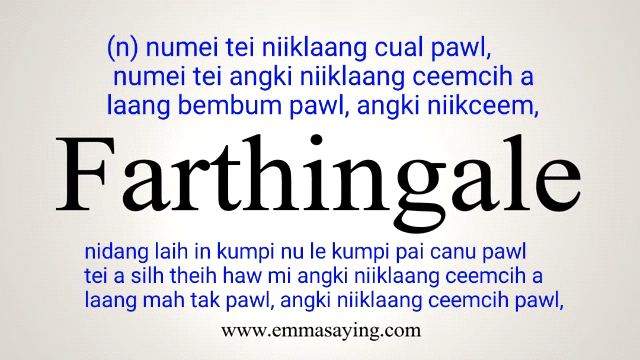 (n) numei tei niiklaang cual pawl,
numei tei angki niiklaang ceemcih a
laang bembum pawl, angki niikceem,
Farthingale
nidang laih in kumpi nu le kumpi pai canu pawl
tei a silh theih haw mi angki niiklaang ceemcih a
laang mah tak pawl, angki niiklaang ceemcih pawl,
www.emmasaying.com